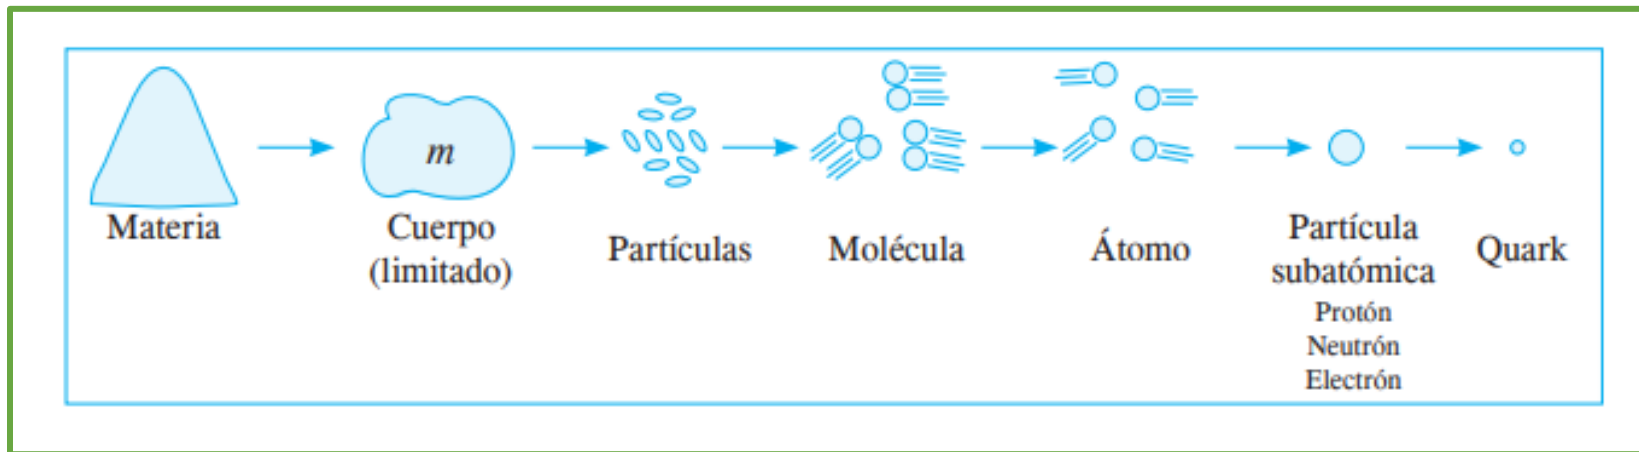 m
Materia
Cuerpo
(limitado)
Partículas
Molécula
Átomo
Partícula
subatómica
Protón
Neutrón
Electrón
Quark